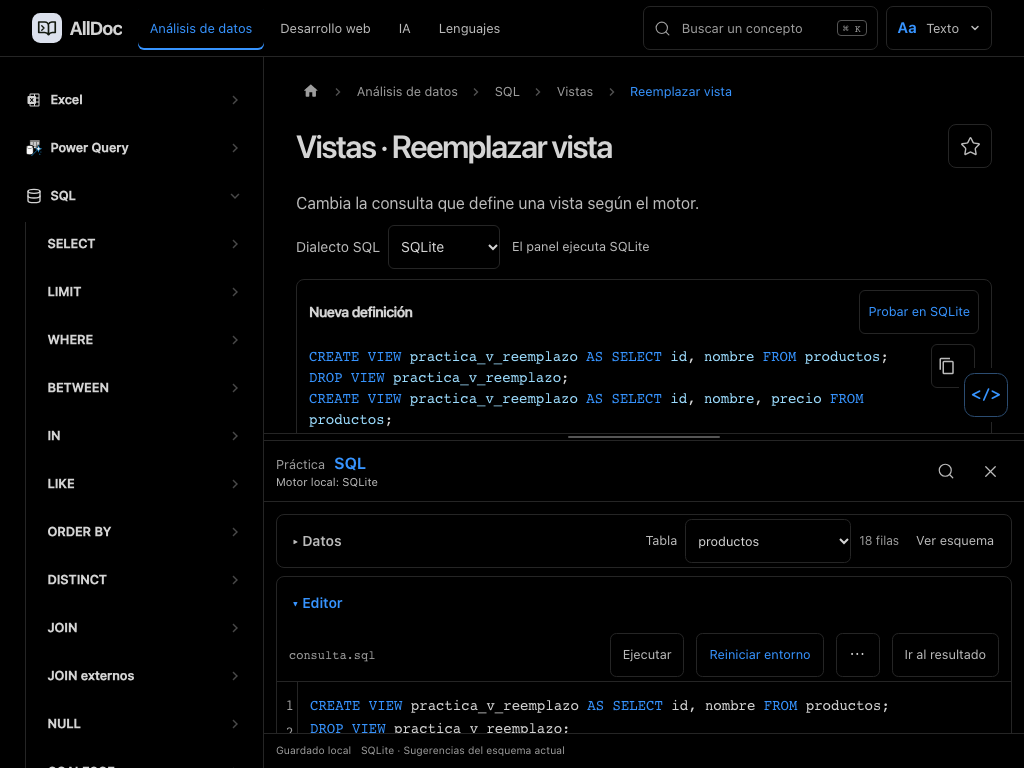 AllDoc
Análisis de datos
Desarrollo web
IA
Lenguajes
Buscar un concepto
⌘ K
Aa Texto
Excel
Power Query
SQL
SELECT
LIMIT
WHERE
BETWEEN
IN
LIKE
ORDER BY
DISTINCT
JOIN
JOIN externos
NULL
Análisis de datos > SQL > Vistas > Reemplazar vista
Vistas · Reemplazar vista
Cambia la consulta que define una vista según el motor.
Dialecto SQL SQLite El panel ejecuta SQLite
Nueva definición
Probar en SQLite
CREATE VIEW practica_v_reemplazo AS SELECT id, nombre FROM productos;
DROP VIEW practica_v_reemplazo;
CREATE VIEW practica_v_reemplazo AS SELECT id, nombre, precio FROM
productos;
</>
Práctica SQL
Motor local: SQLite
▸ Datos
Tabla productos 18 filas Ver esquema
▾ Editor
consulta.sql
Ejecutar
Reiniciar entorno
···
Ir al resultado
1 CREATE VIEW practica_v_reemplazo AS SELECT id, nombre FROM productos;
2 DROP VIEW practica_v_reemplazo;
Guardado local SQLite · Sugerencias del esquema actual